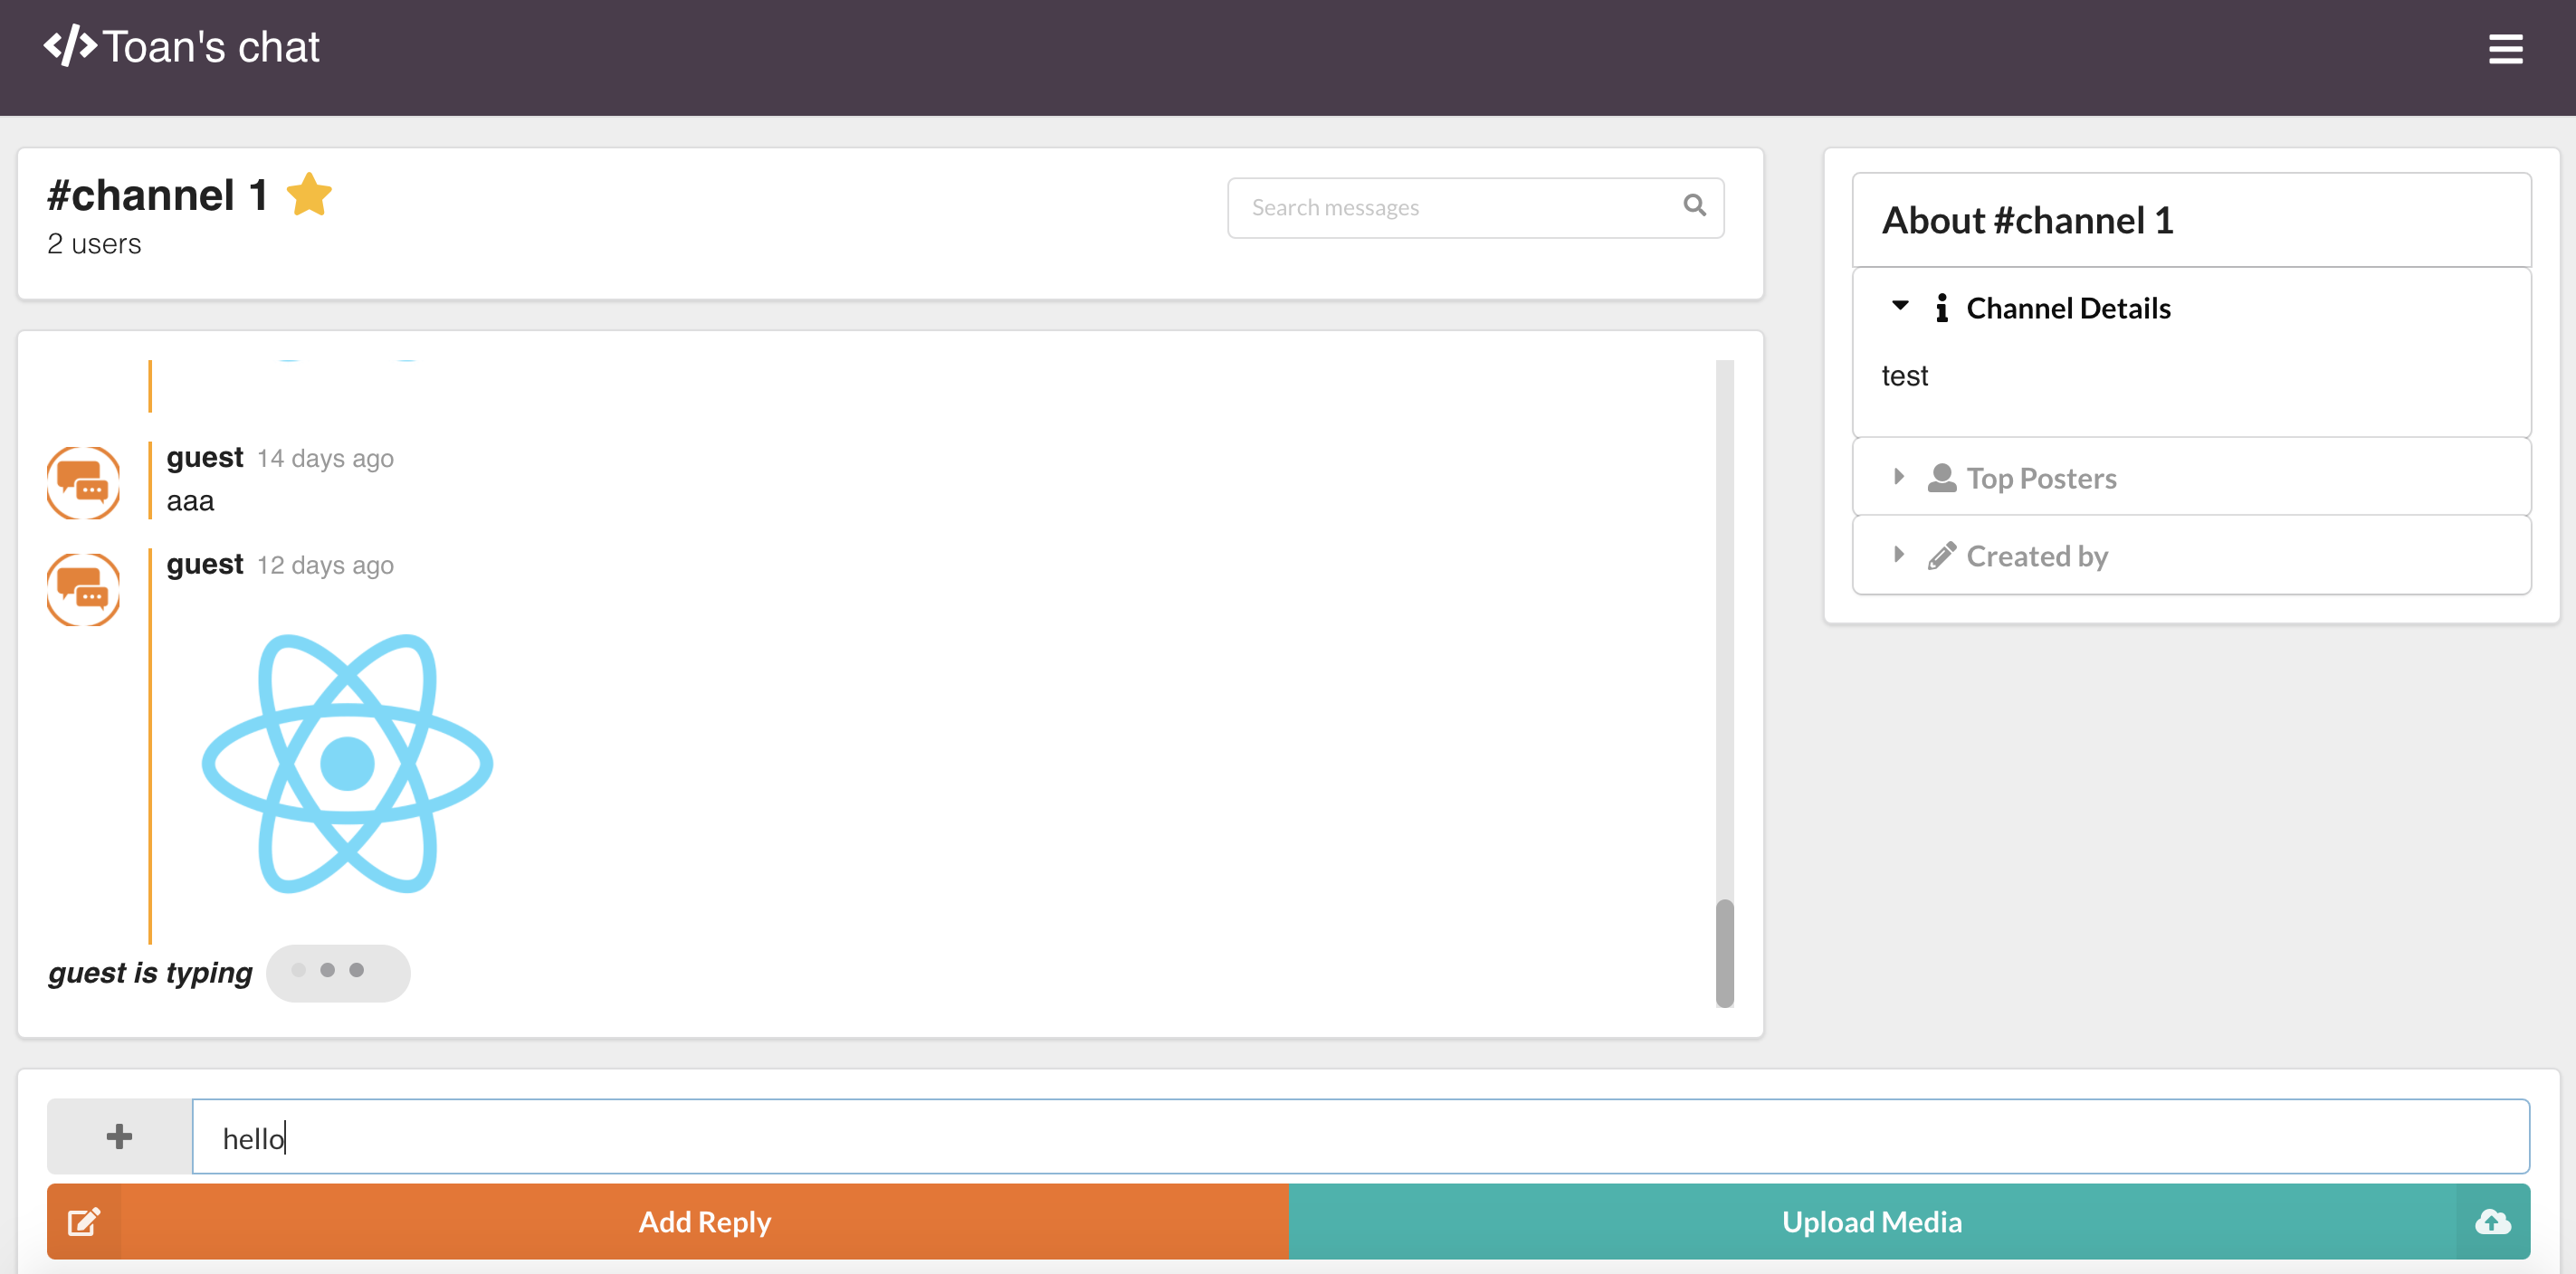 </>Toan's chat
#channel 1
2 users
Search messages
guest 14 days ago
aaa
guest 12 days ago
guest is typing
hello
Add Reply
Upload Media
About #channel 1
Channel Details
test
Top Posters
Created by